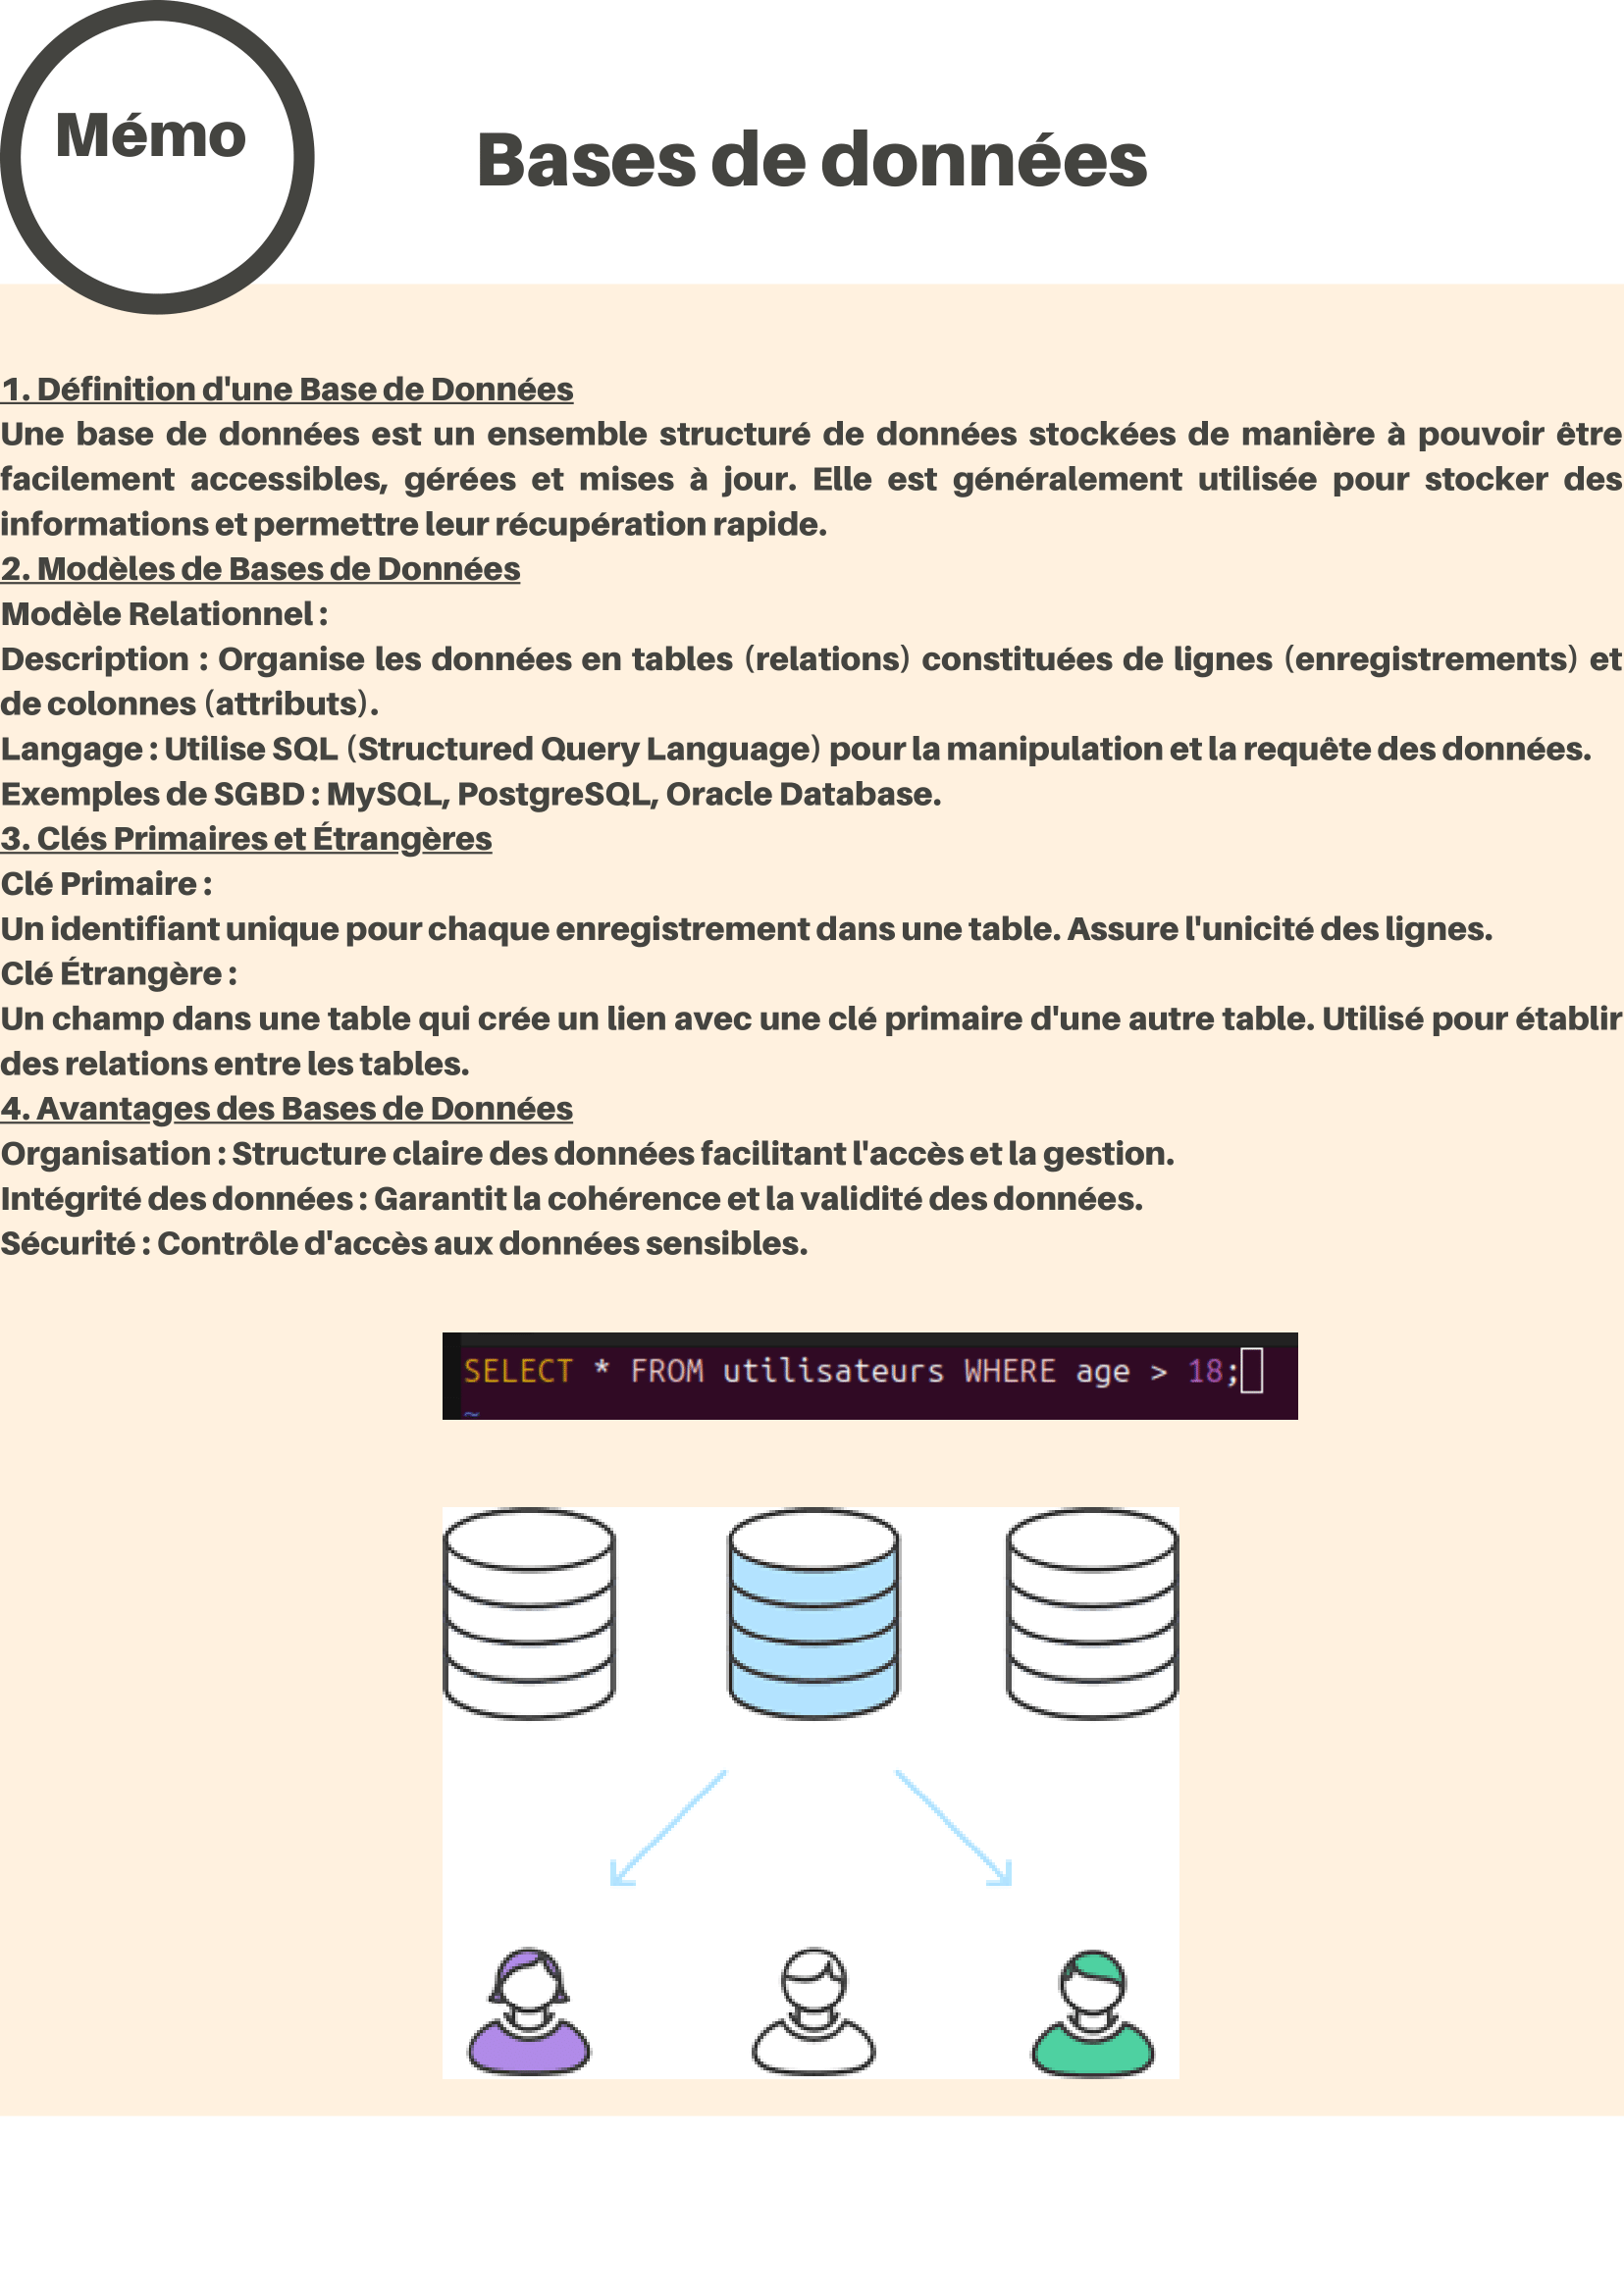 Mémo
Bases de données
1. Définition d'une Base de Données
Une base de données est un ensemble structuré de données stockées de manière à pouvoir être
facilement accessibles, gérées et mises à jour. Elle est généralement utilisée pour stocker des
informations et permettre leur récupération rapide.
2. Modèles de Bases de Données
Modèle Relationnel :
Description : Organise les données en tables (relations) constituées de lignes (enregistrements) et
de colonnes (attributs).
Langage : Utilise SQL (Structured Query Language) pour la manipulation et la requête des données.
Exemples de SGBD : MySQL, PostgreSQL, Oracle Database.
3. Clés Primaires et Étrangères
Clé Primaire :
Un identifiant unique pour chaque enregistrement dans une table. Assure l'unicité des lignes.
Clé Étrangère :
Un champ dans une table qui crée un lien avec une clé primaire d'une autre table. Utilisé pour établir
des relations entre les tables.
4. Avantages des Bases de Données
Organisation : Structure claire des données facilitant l'accès et la gestion.
Intégrité des données : Garantit la cohérence et la validité des données.
Sécurité : Contrôle d'accès aux données sensibles.
SELECT * FROM utilisateurs WHERE age > 18;
~